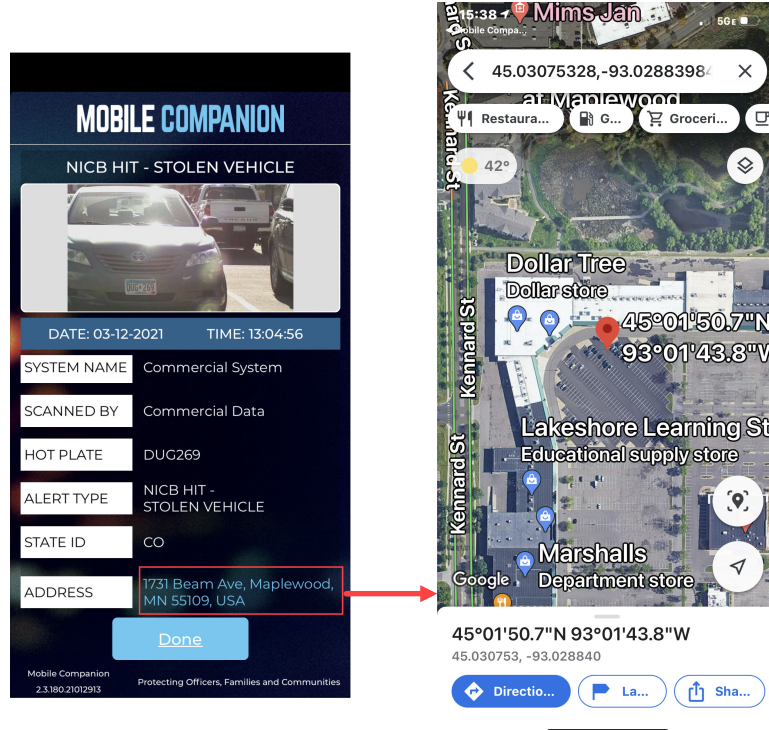 MOBILE COMPANION
NICB HIT - STOLEN VEHICLE
DATE: 03-12-2021 TIME: 13:04:56
SYSTEM NAME Commercial System
SCANNED BY Commercial Data
HOT PLATE DUG269
ALERT TYPE NICB HIT -
STOLEN VEHICLE
STATE ID CO
ADDRESS 1731 Beam Ave, Maplewood,
MN 55109, USA
Done
Mobile Companion
2.3.180.21012913
Protecting Officers, Families and Communities
15:38
Mims Jan
5GE
Mobile Compa...
45.03075328,-93.0288398
at Maplewood
Restaura...
G...
Groceri...
42°
Kennard St
Dollar Tree
Dollar store
45°01'50.7"N
93°01'43.8"W
Kennard St
Lakeshore Learning St
Educational supply store
Kennard St
Marshalls
Department store
Google
45°01'50.7"N 93°01'43.8"W
45.030753, -93.028840
Directio...
La...
Sha...